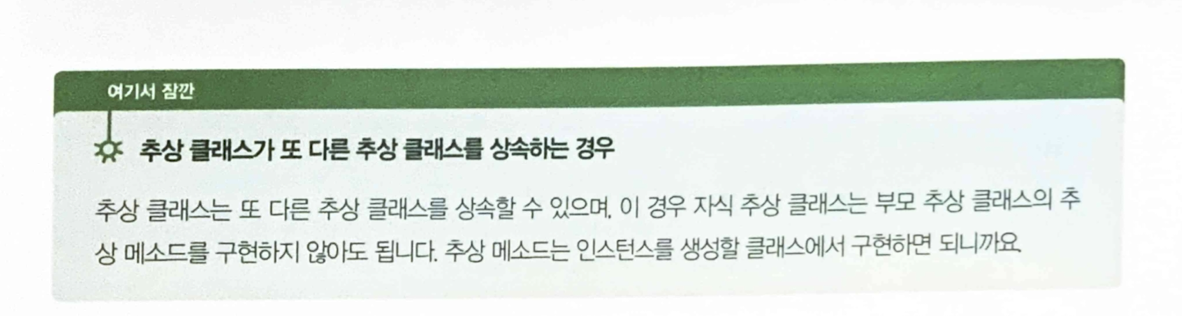 여기서 잠깐
추상 클래스가 또 다른 추상 클래스를 상속하는 경우
추상 클래스는 또 다른 추상 클래스를 상속할 수 있으며, 이 경우 자식 추상 클래스는 부모 추상 클래스의 추
상 메소드를 구현하지 않아도 됩니다. 추상 메소드는 인스턴스를 생성할 클래스에서 구현하면 되니까요.